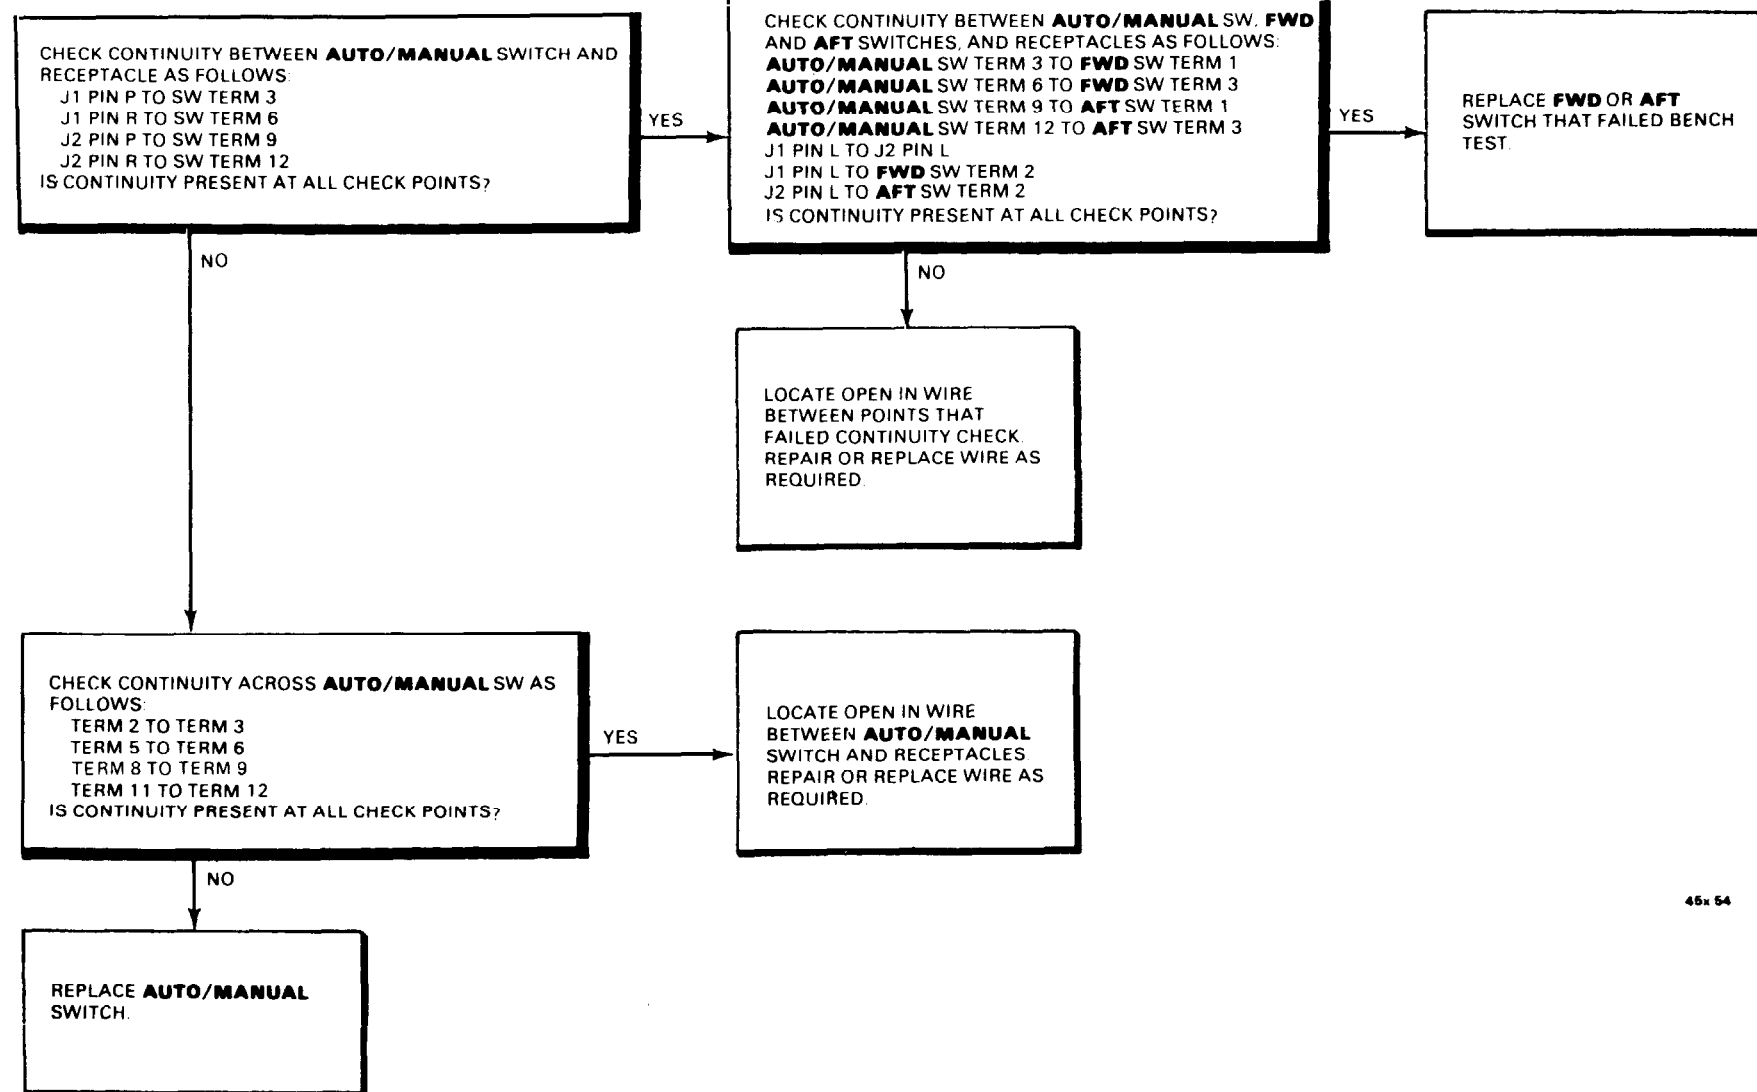 CHECK CONTINUITY BETWEEN AUTO/MANUAL SWITCH AND
RECEPTACLE AS FOLLOWS:
J1 PIN P TO SW TERM 3
J1 PIN R TO SW TERM 6
J2 PIN P TO SW TERM 9
J2 PIN R TO SW TERM 12
IS CONTINUITY PRESENT AT ALL CHECK POINTS?
YES
CHECK CONTINUITY BETWEEN AUTO/MANUAL SW, FWD
AND AFT SWITCHES, AND RECEPTACLES AS FOLLOWS:
AUTO/MANUAL SW TERM 3 TO FWD SW TERM 1
AUTO/MANUAL SW TERM 6 TO FWD SW TERM 3
AUTO/MANUAL SW TERM 9 TO AFT SW TERM 1
AUTO/MANUAL SW TERM 12 TO AFT SW TERM 3
J1 PIN L TO J2 PIN L
J1 PIN L TO FWD SW TERM 2
J2 PIN L TO AFT SW TERM 2
IS CONTINUITY PRESENT AT ALL CHECK POINTS?
YES
REPLACE FWD OR AFT
SWITCH THAT FAILED BENCH
TEST.
NO
NO
LOCATE OPEN IN WIRE
BETWEEN POINTS THAT
FAILED CONTINUITY CHECK.
REPAIR OR REPLACE WIRE AS
REQUIRED.
CHECK CONTINUITY ACROSS AUTO/MANUAL SW AS
FOLLOWS:
TERM 2 TO TERM 3
TERM 5 TO TERM 6
TERM 8 TO TERM 9
TERM 11 TO TERM 12
IS CONTINUITY PRESENT AT ALL CHECK POINTS?
YES
LOCATE OPEN IN WIRE
BETWEEN AUTO/MANUAL
SWITCH AND RECEPTACLES.
REPAIR OR REPLACE WIRE AS
REQUIRED.
NO
REPLACE AUTO/MANUAL
SWITCH.
45x 54